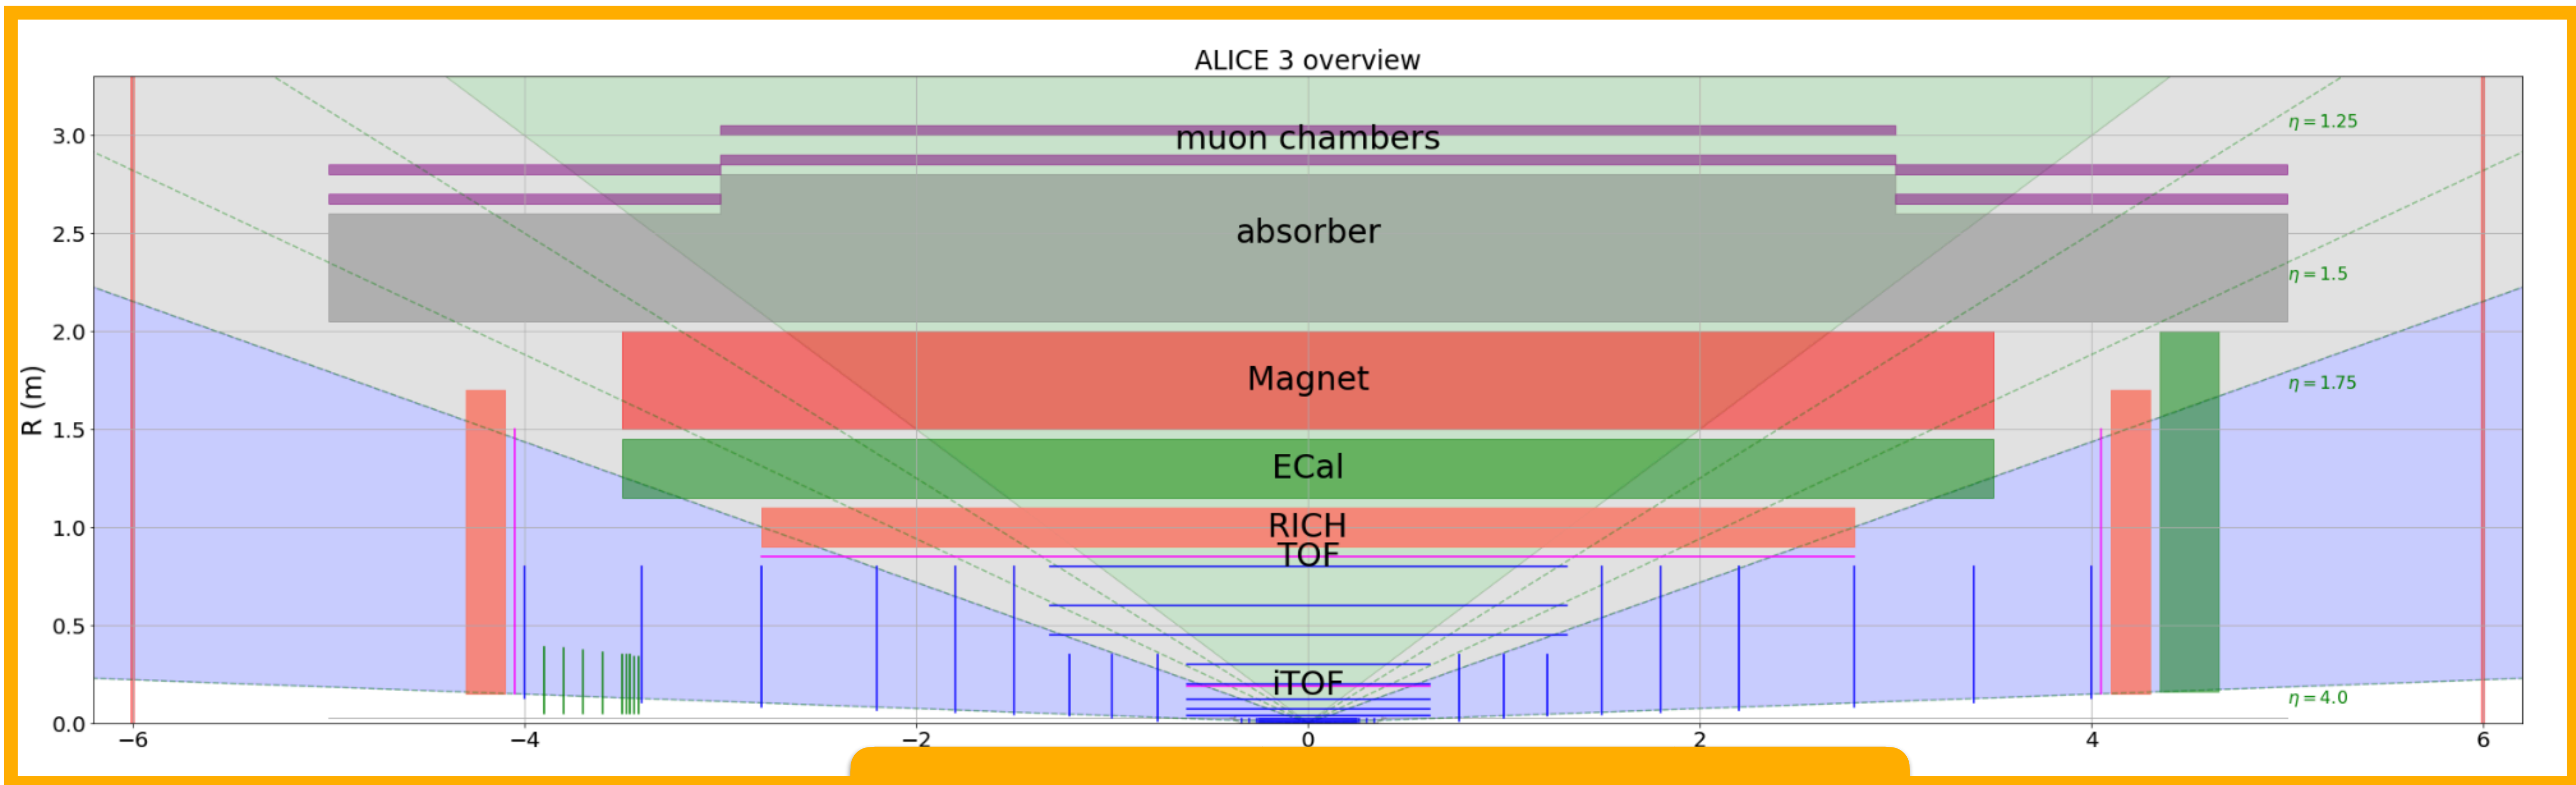 ALICE 3 overview
3.0
muon chambers
η = 1.25
2.5
absorber
η = 1.5
2.0
Magnet
η = 1.75
R (m)
1.5
ECal
1.0
RICH
TOF
0.5
iTOF
η = 4.0
0.0
−6 −4 −2 0 2 4 6